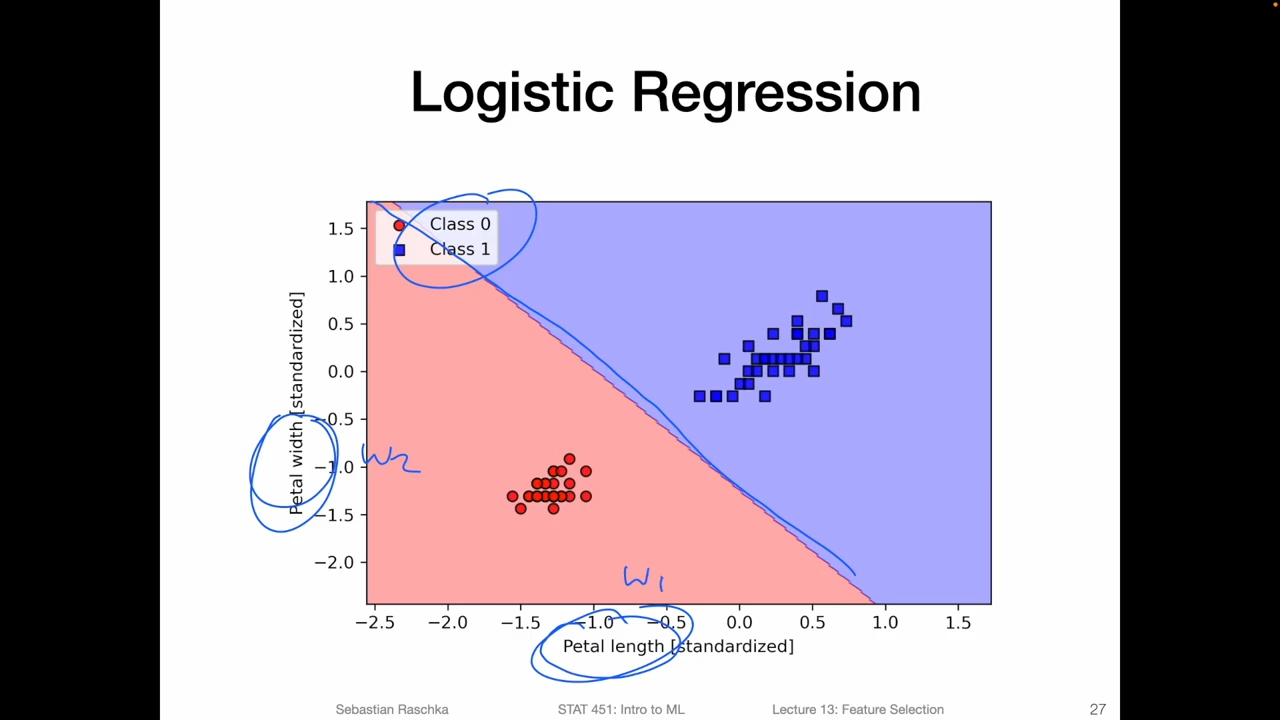 Logistic Regression
Class 0
Class 1
1.5
1.0
0.5
0.0
−0.5
−1.0
−1.5
−2.0
Petal width [standardized]
W2
W1
−2.5 −2.0 −1.5 −1.0 −0.5 0.0 0.5 1.0 1.5
Petal length [standardized]
Sebastian Raschka STAT 451: Intro to ML Lecture 13: Feature Selection 27